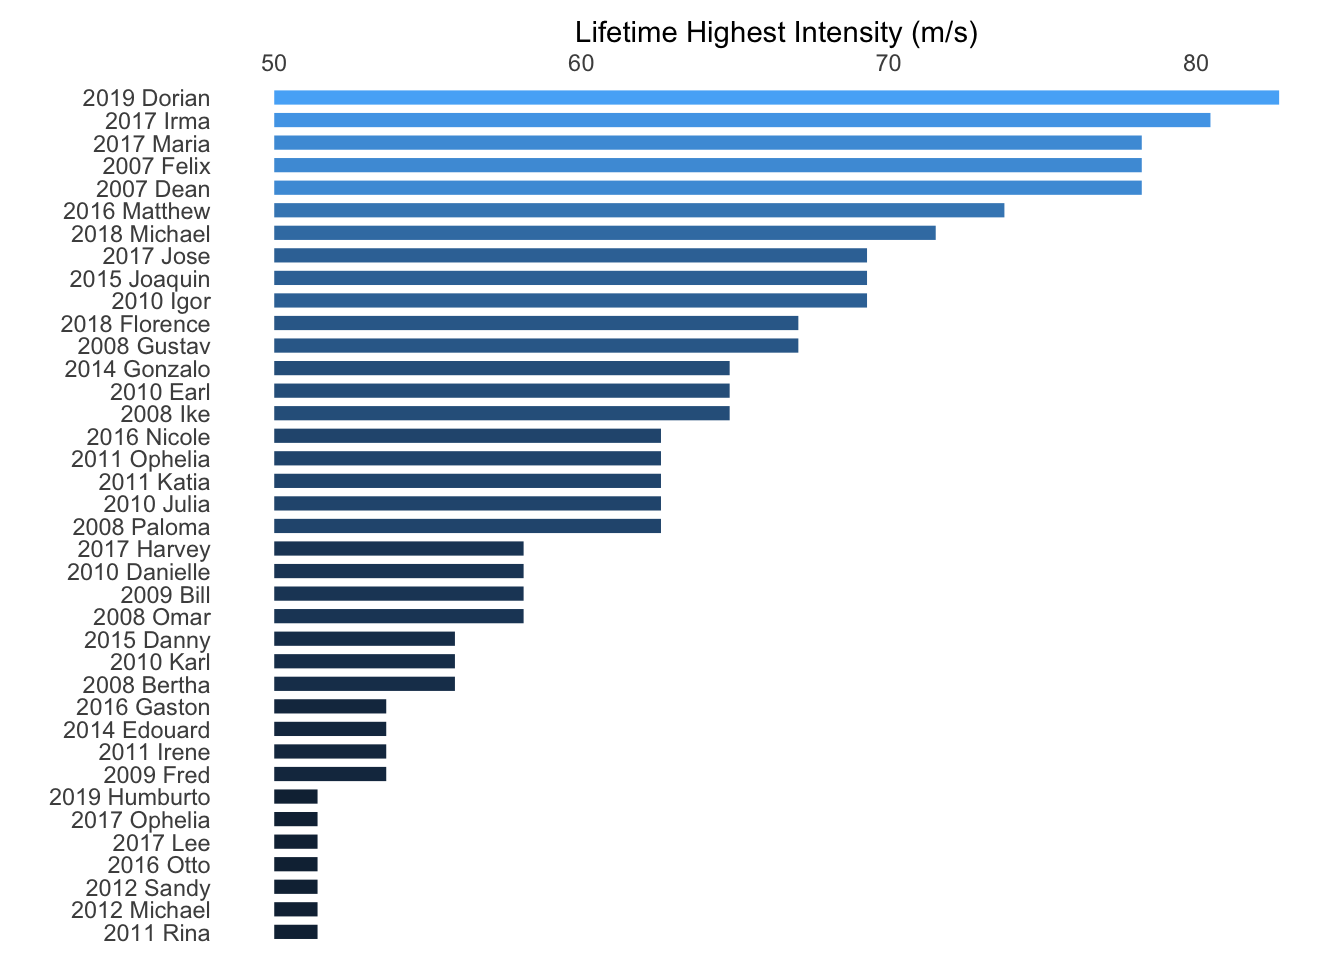 Lifetime Highest Intensity (m/s)
50 60 70 80
2019 Dorian
2017 Irma
2017 Maria
2007 Felix
2007 Dean
2016 Matthew
2018 Michael
2017 Jose
2015 Joaquin
2010 Igor
2018 Florence
2008 Gustav
2014 Gonzalo
2010 Earl
2008 Ike
2016 Nicole
2011 Ophelia
2011 Katia
2010 Julia
2008 Paloma
2017 Harvey
2010 Danielle
2009 Bill
2008 Omar
2015 Danny
2010 Karl
2008 Bertha
2016 Gaston
2014 Edouard
2011 Irene
2009 Fred
2019 Humburto
2017 Ophelia
2017 Lee
2016 Otto
2012 Sandy
2012 Michael
2011 Rina